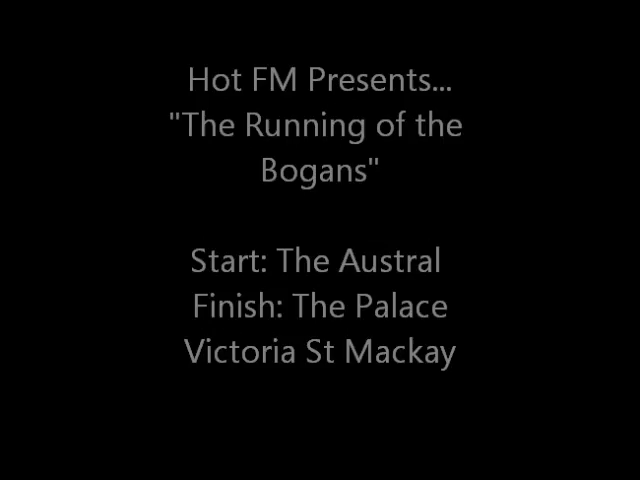 Hot FM Presents...
"The Running of the
Bogans"
Start: The Austral
Finish: The Palace
Victoria St Mackay